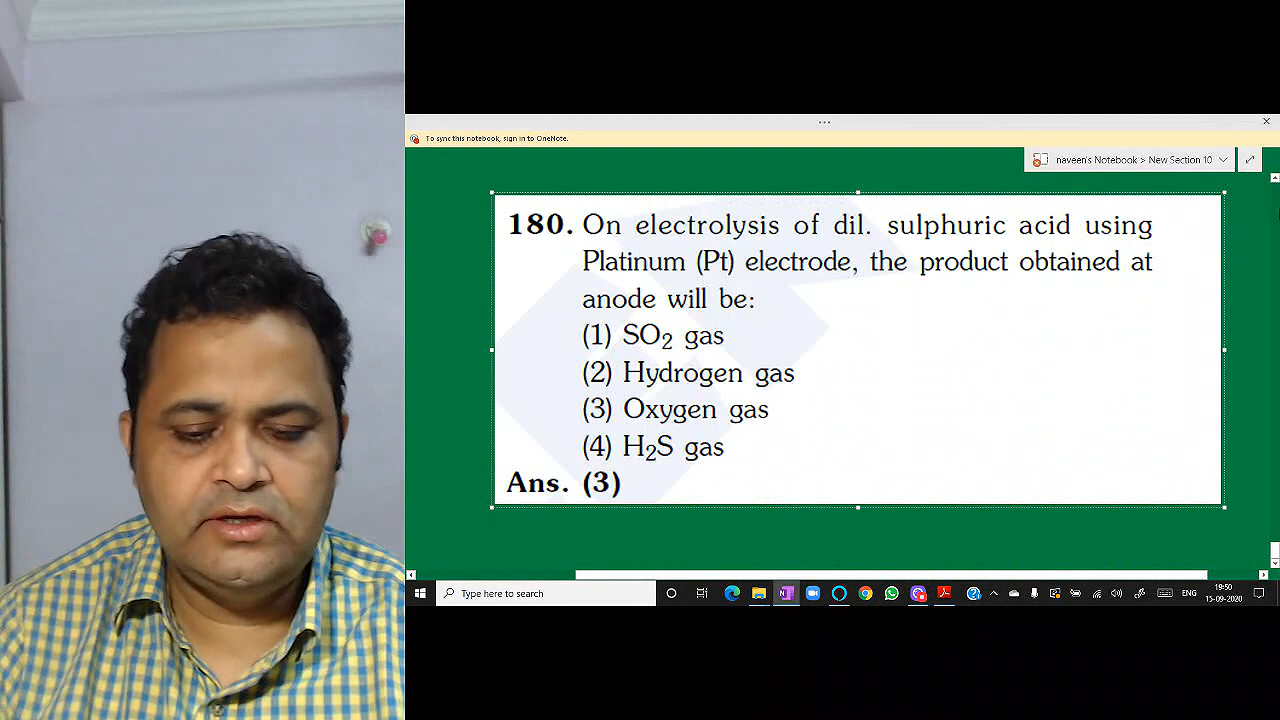 ...
To sync this notebook, sign in to OneNote.
naveen's Notebook > New Section 10
180. On electrolysis of dil. sulphuric acid using
Platinum (Pt) electrode, the product obtained at
anode will be:
(1) SO2 gas
(2) Hydrogen gas
(3) Oxygen gas
(4) H2S gas
Ans. (3)
Type here to search
ENG
19:50
15-09-2020